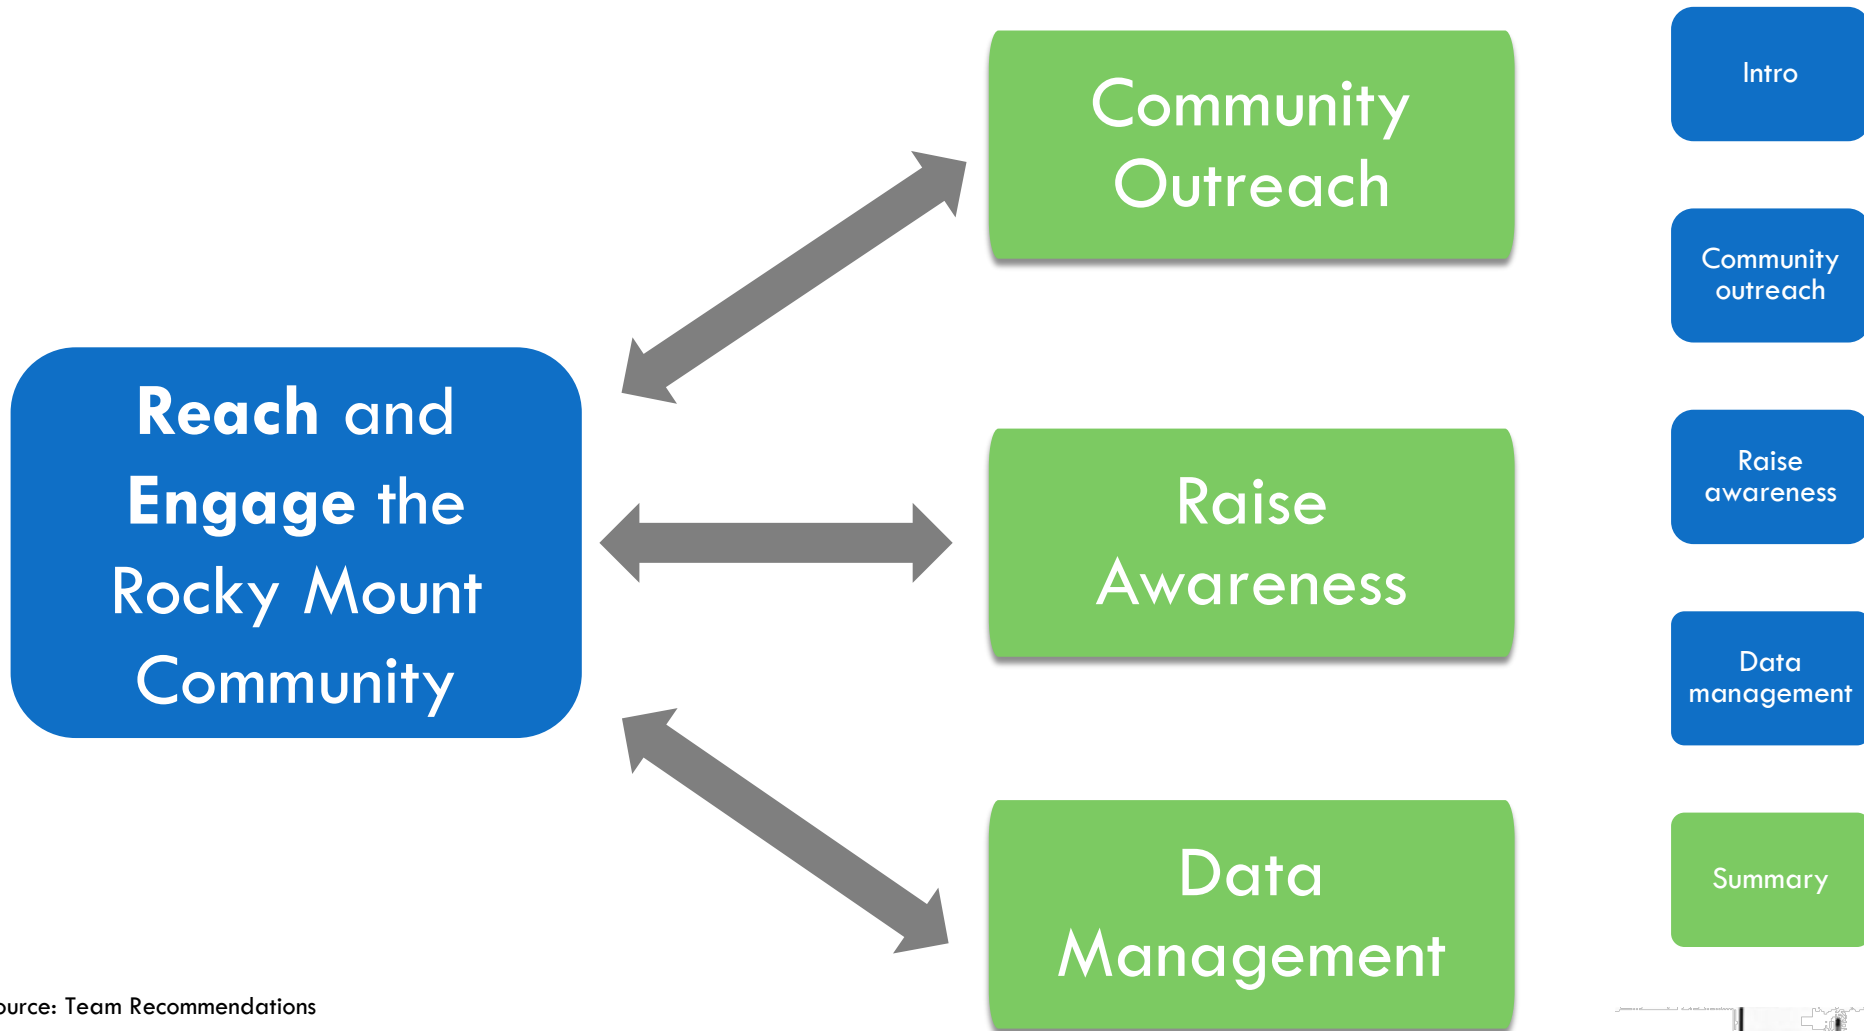 Reach and
Engage the
Rocky Mount
Community
Community
Outreach
Raise
Awareness
Data
Management
Intro
Community
outreach
Raise
awareness
Data
management
Summary
ource: Team Recommendations